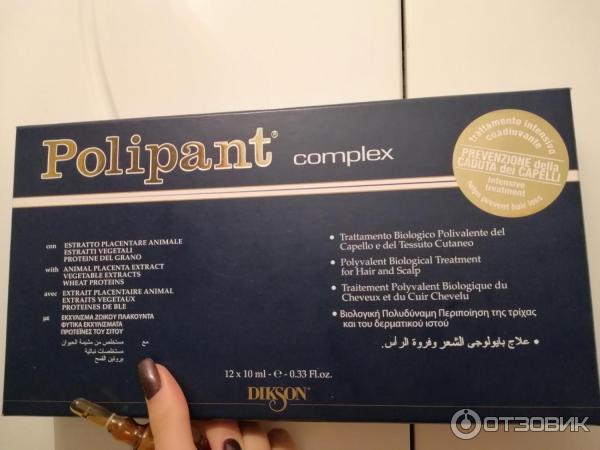 Polipant® complex
trattamento intensivo
coadiuvante
PREVENZIONE della
CADUTA dei CAPELLI
intensive
treatment
helps prevent hair loss
con ESTRATTO PLACENTARE ANIMALE
ESTRATTI VEGETALI
PROTEINE DEL GRANO
with ANIMAL PLACENTA EXTRACT
VEGETABLE EXTRACTS
WHEAT PROTEINS
avec EXTRAIT PLACENTAIRE ANIMAL
EXTRAITS VEGETAUX
PROTEINES DE BLE
με ΕΚΧΥΛΙΣΜΑ ΖΩΙΚΟΥ ΠΛΑΚΟΥΝΤΑ
ΦΥΤΙΚΑ ΕΚΧΥΛΙΣΜΑΤΑ
ΠΡΩΤΕΪΝΕΣ ΤΟΥ ΣΙΤΟΥ
مع مستخلص من مشيمة الحيوان
مستخلصات نباتية
بروتين القمح
• Trattamento Biologico Polivalente del
Capello e del Tessuto Cutaneo
• Polyvalent Biological Treatment
for Hair and Scalp
• Traitement Polyvalent Biologique du
Cheveux et du Cuir Chevelu
• Βιολογική Πολυδύναμη Περιποίηση της τρίχας
και του δερματικού ιστού
• علاج بايولوجي الشعر وفروة الرأس.
12 x 10 ml - ℮ - 0.33 Fl.oz.
DIKSON
ОТЗОВИК